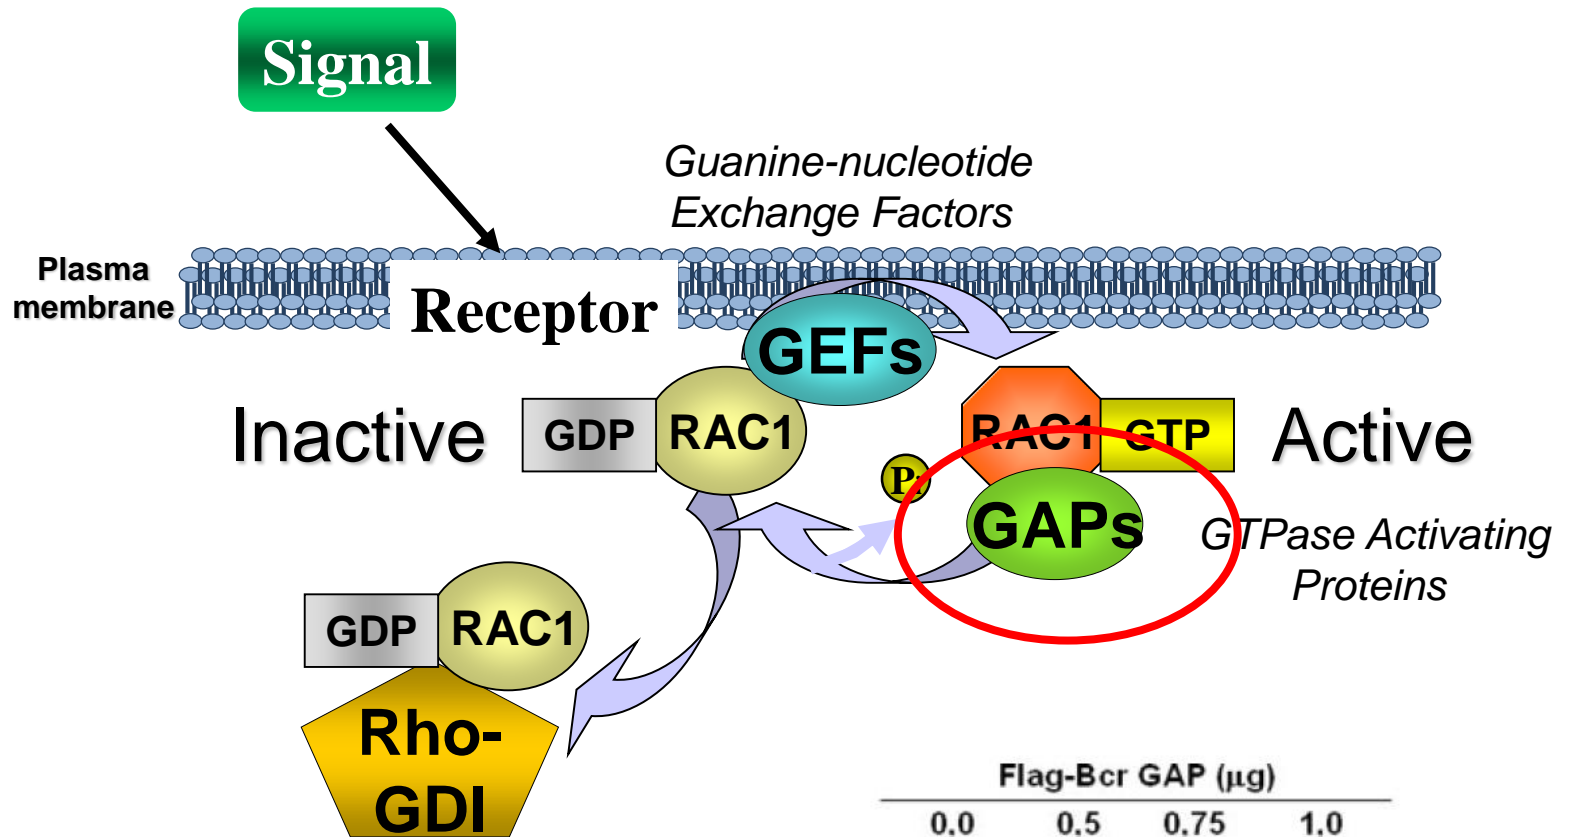 Signal
Guanine-nucleotide
Exchange Factors
Plasma
membrane
Receptor
GEFs
Inactive
GDP
RAC1
RAC1
GTP
Active
Pi
GAPs
GTPase Activating
Proteins
GDP
RAC1
Rho-
GDI
Flag-Bcr GAP (μg)
0.0 0.5 0.75 1.0